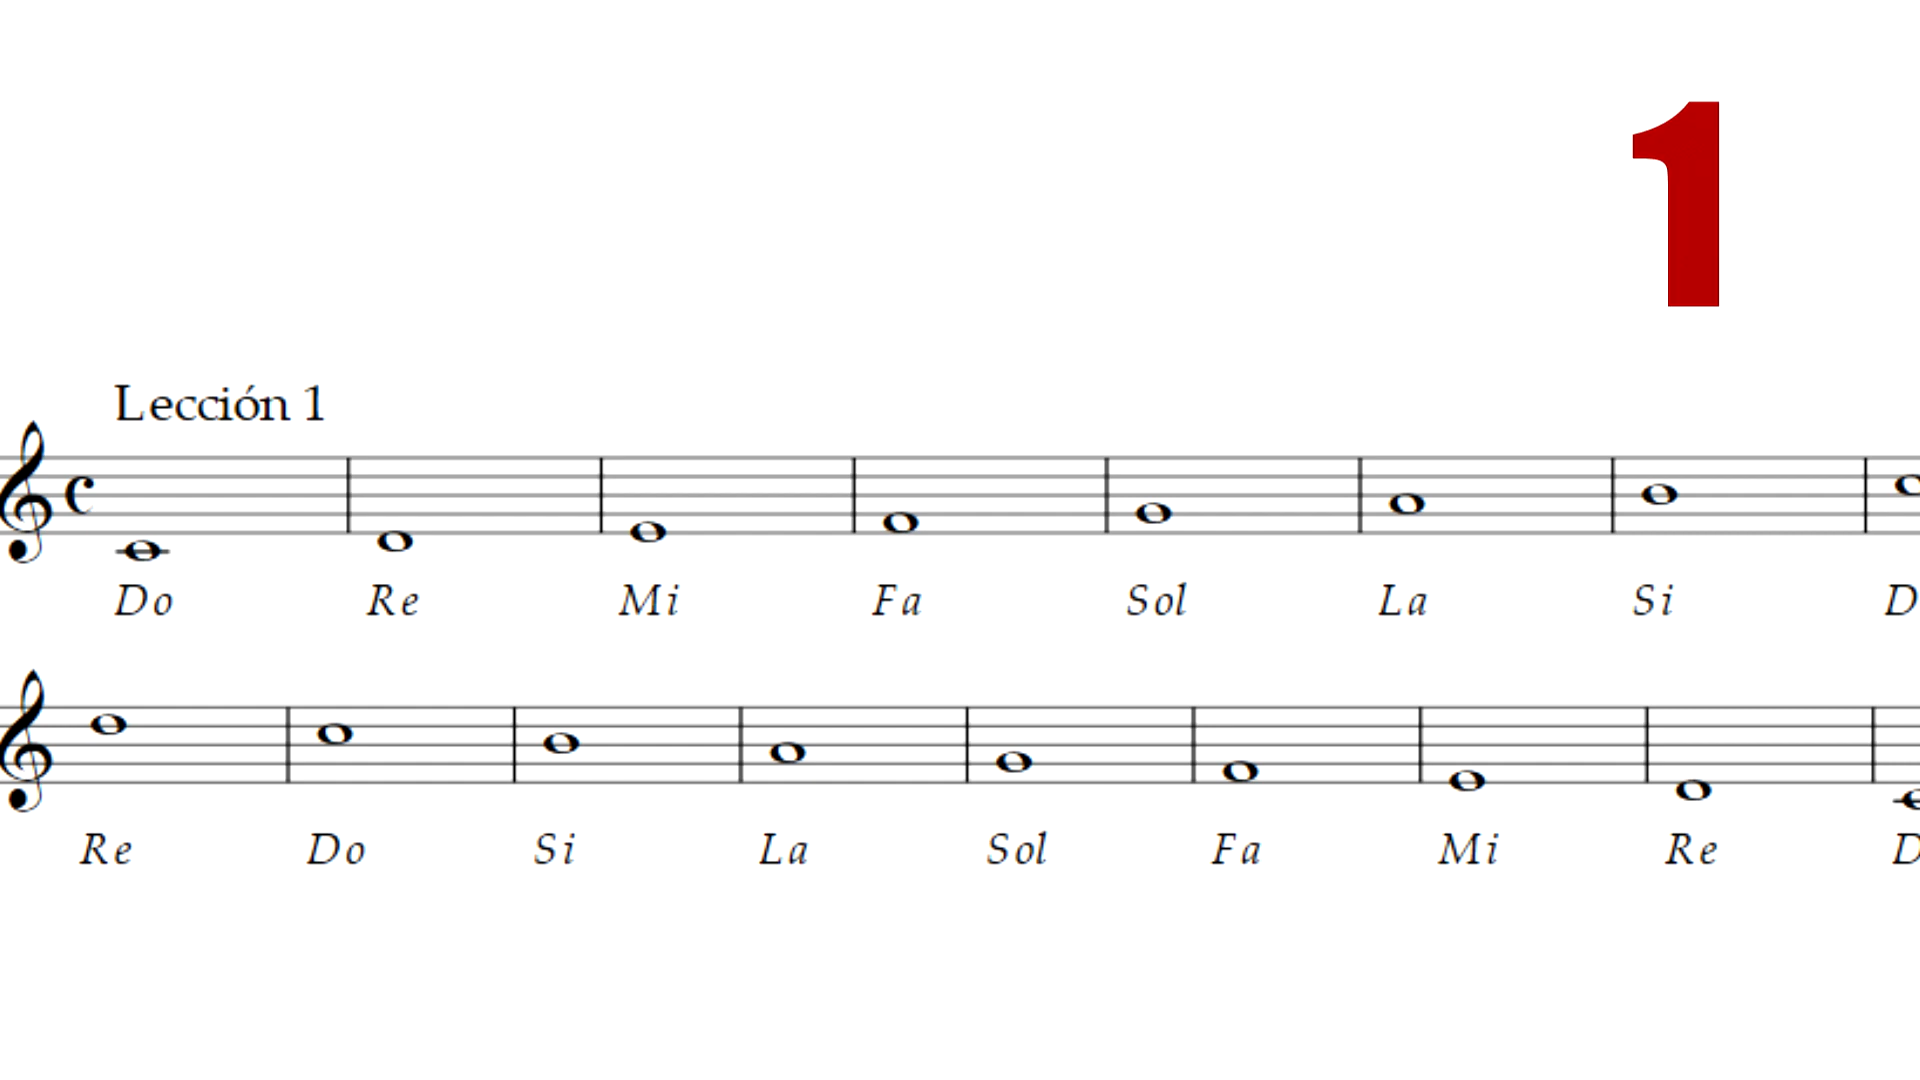 1
Lección 1
Do Re Mi Fa Sol La Si D
Re Do Si La Sol Fa Mi Re D